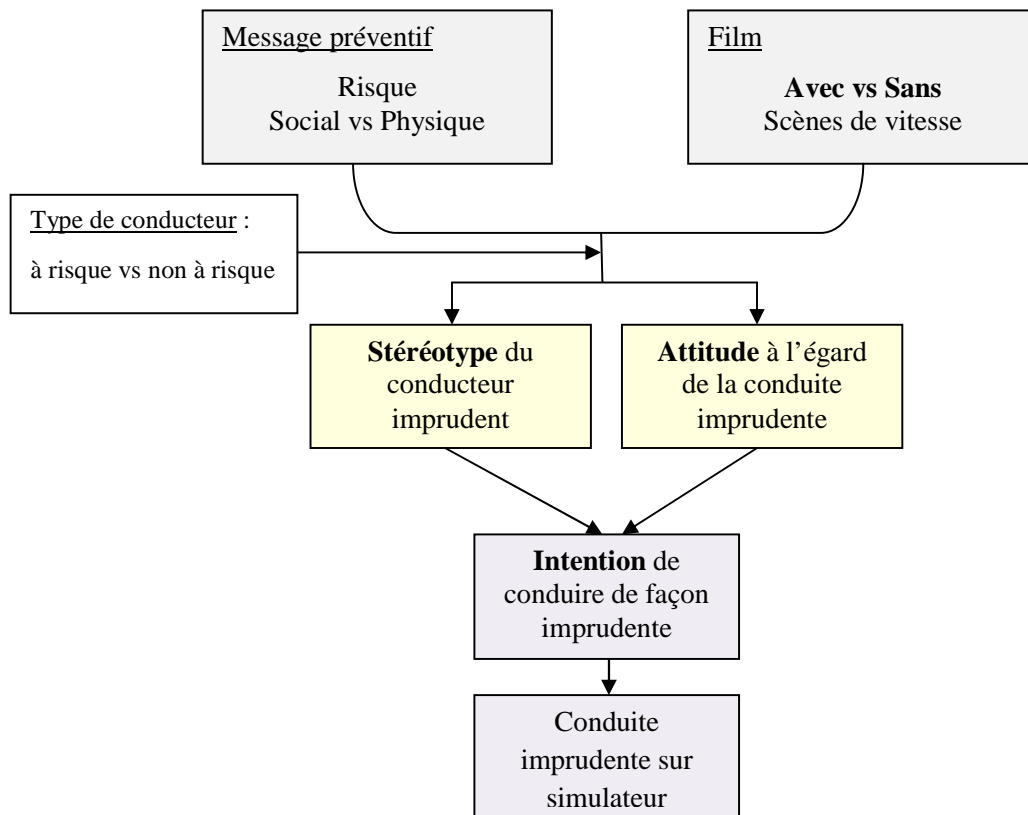 Message préventif
Risque
Social vs Physique
Film
Avec vs Sans
Scènes de vitesse
Type de conducteur :
à risque vs non à risque
Stéréotype du
conducteur
imprudent
Attitude à l’égard
de la conduite
imprudente
Intention de
conduire de façon
imprudente
Conduite
imprudente sur
simulateur